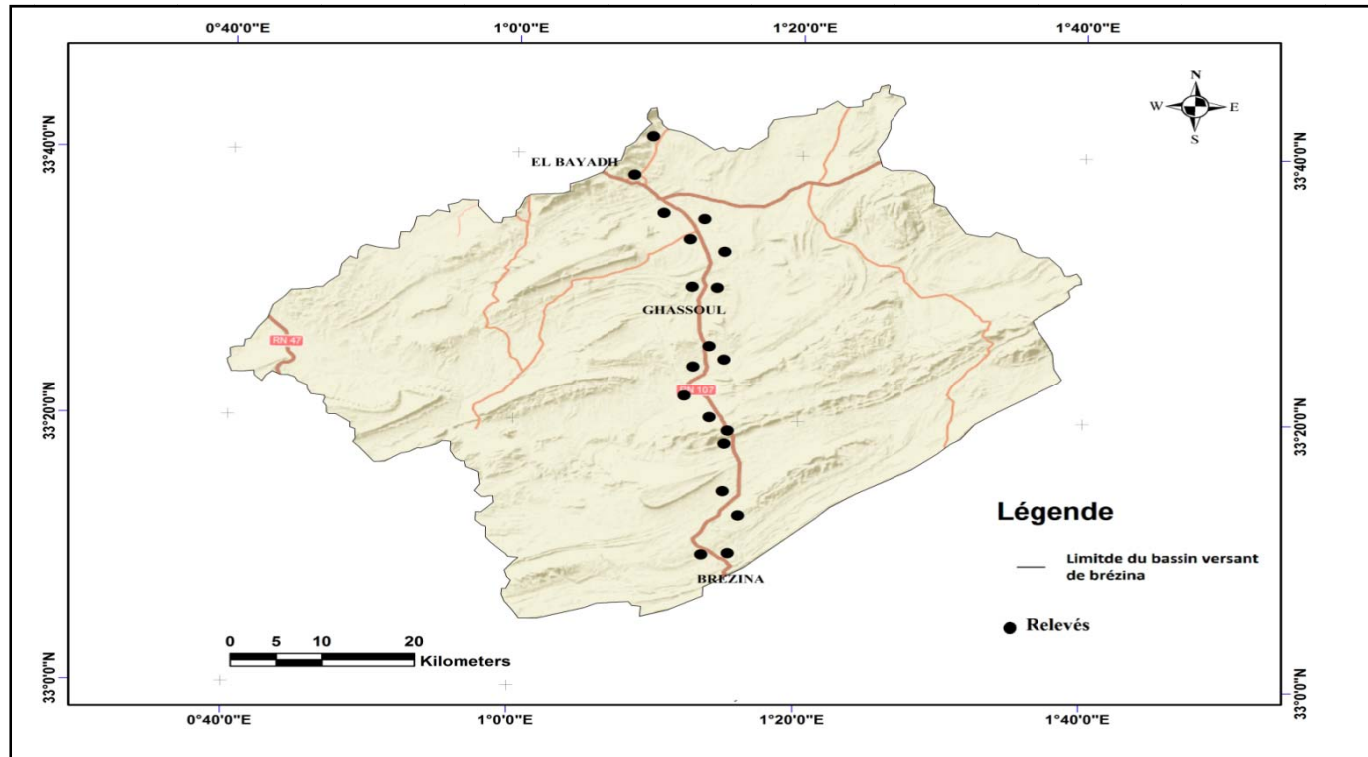 0°40'0"E 1°0'0"E 1°20'0"E 1°40'0"E
N
W E
S
33°40'0"N
33°40'0"N
EL BAYADH
GHASSOUL
RN 47
107
33°20'0"N
33°20'0"N
Légende
Limitde du bassin versant
de brézina
BREZINA
Relevés
0 5 10 20
Kilometers
33°0'0"N
33°0'0"N
0°40'0"E 1°0'0"E 1°20'0"E 1°40'0"E